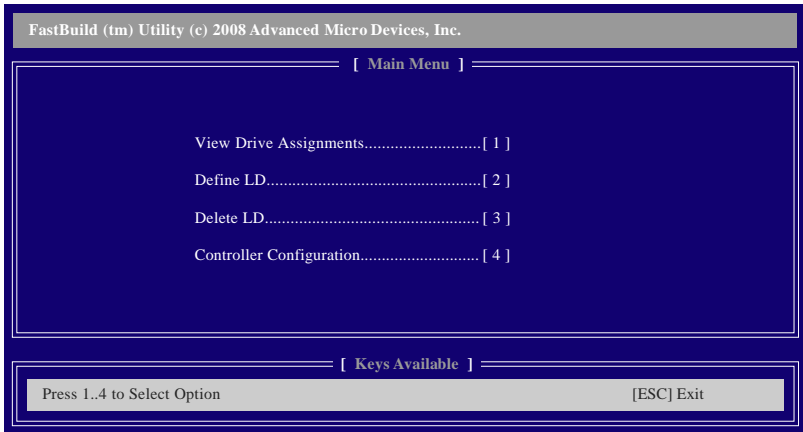 FastBuild (tm) Utility (c) 2008 Advanced Micro Devices, Inc.
[ Main Menu ]
View Drive Assignments...........................[ 1 ]
Define LD.................................................[ 2 ]
Delete LD................................................. [ 3 ]
Controller Configuration........................... [ 4 ]
[ Keys Available ]
Press 1..4 to Select Option [ESC] Exit